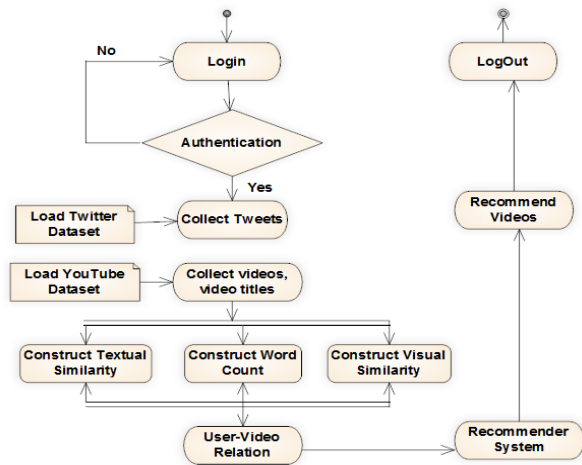 No
Login
LogOut
Authentication
Yes
Load Twitter
Dataset
Collect Tweets
Recommend
Videos
Load YouTube
Dataset
Collect videos,
video titles
Construct Textual
Similarity
Construct Word
Count
Construct Visual
Similarity
User-Video
Relation
Recommender
System